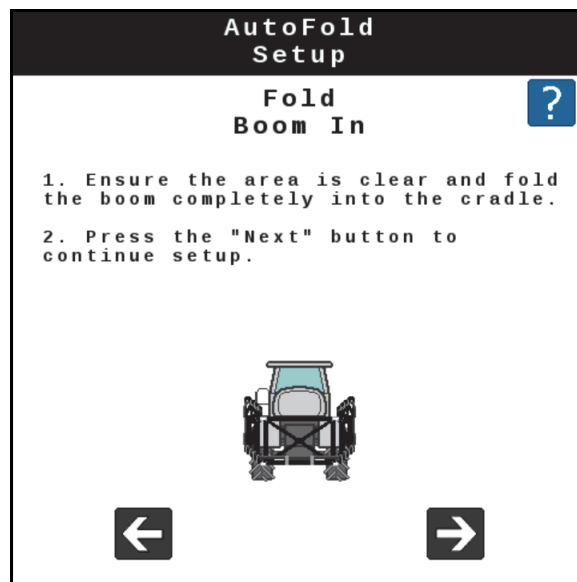 AutoFold
Setup
Fold
Boom In
?
1. Ensure the area is clear and fold
the boom completely into the cradle.
2. Press the "Next" button to
continue setup.